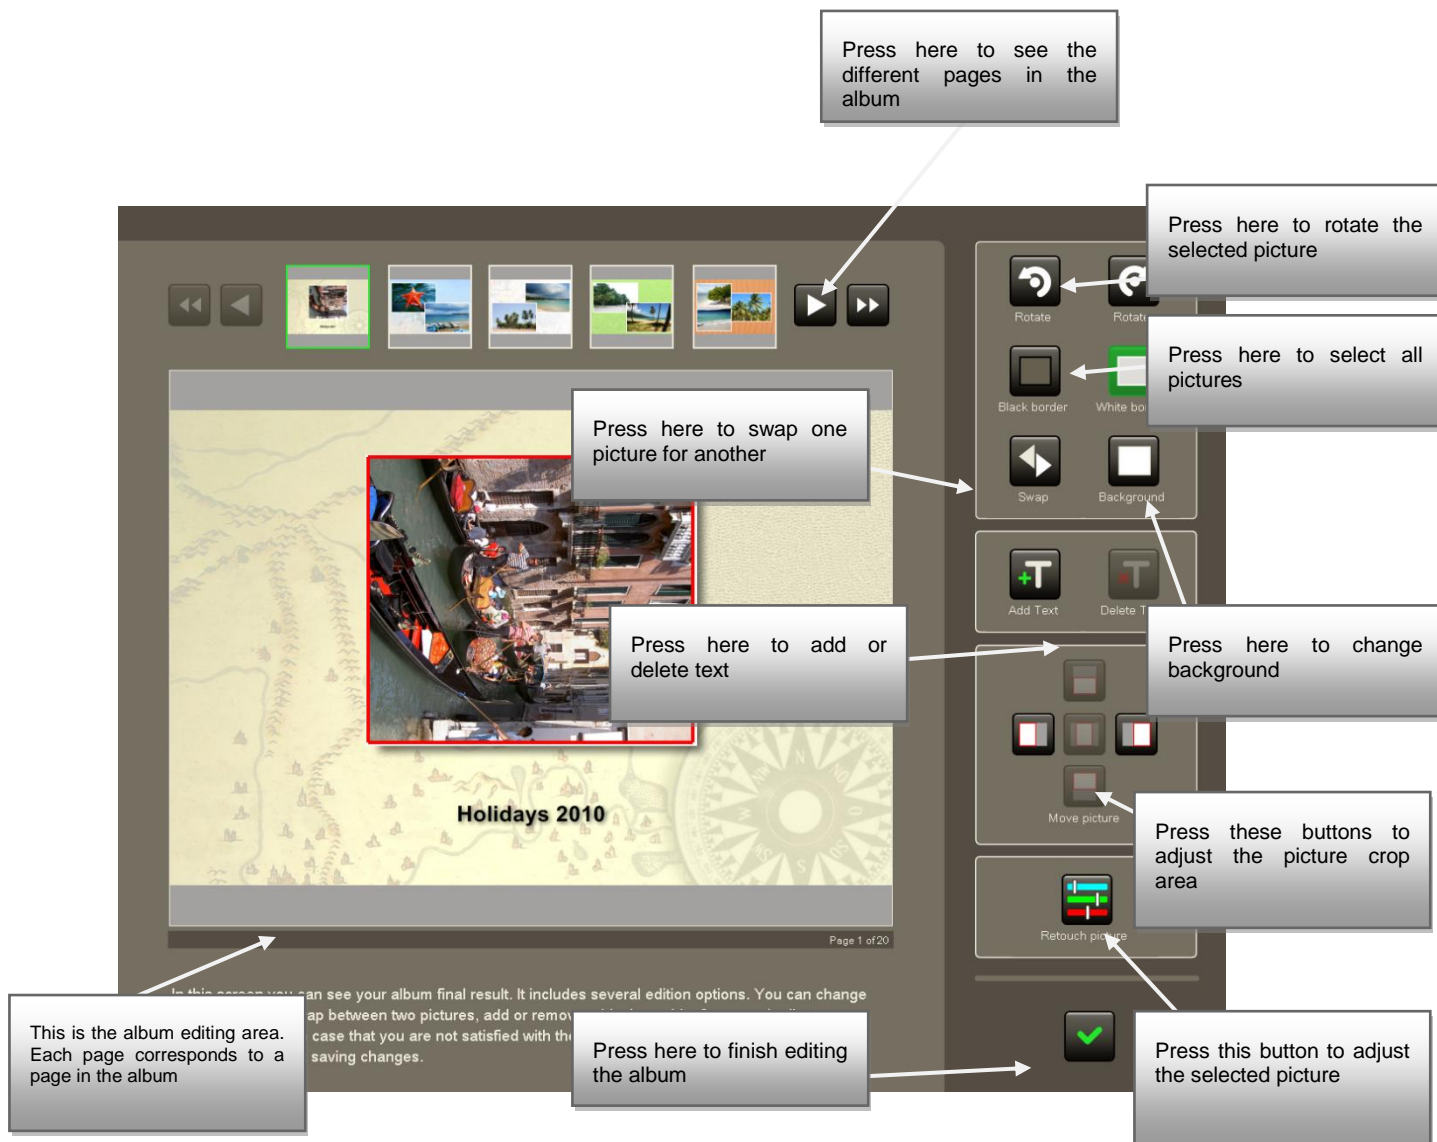 Press here to see the
different pages in the
album
Press here to rotate the
selected picture
Rotate
Rotate
Press here to select all
pictures
Black border
White bo
Press here to swap one
picture for another
Swap
Background
Add Text
Delete T
Press here to add or
delete text
Press here to change
background
Holidays 2010
Move picture
Press these buttons to
adjust the picture crop
area
Retouch picture
Page 1 of 20
In this screen you can see your album final result. It includes several edition options. You can change
ap between two pictures, add or remov
case that you are not satisfied with the
saving changes.
This is the album editing area.
Each page corresponds to a
page in the album
Press here to finish editing
the album
Press this button to adjust
the selected picture